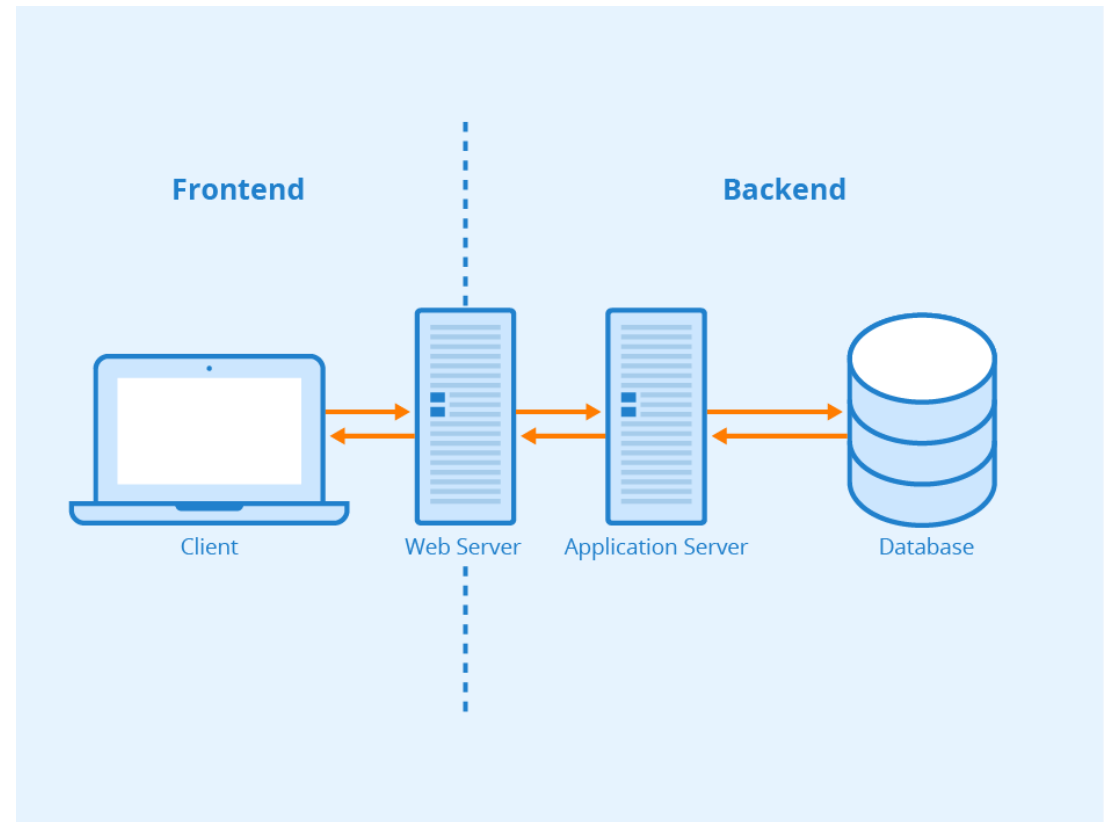 Frontend
Backend
Client
Web Server
Application Server
Database